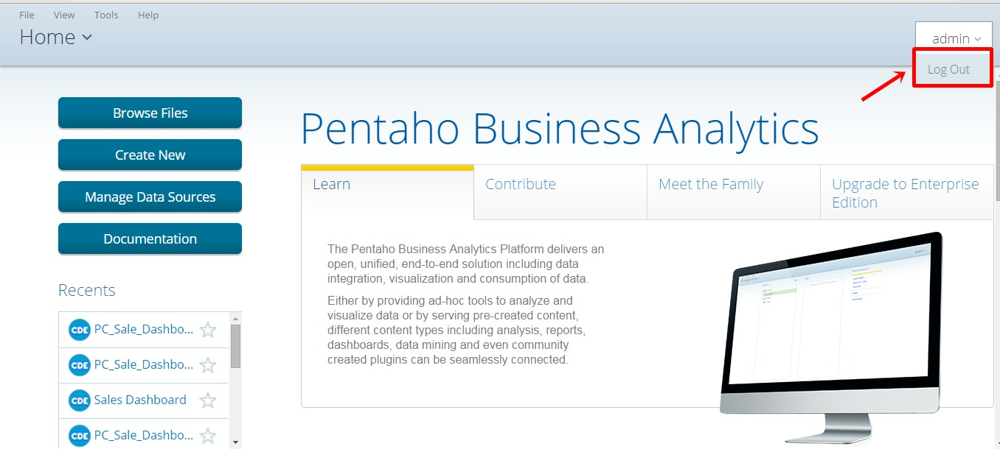 File View Tools Help
Home
admin
Log Out
Browse Files
Create New
Manage Data Sources
Documentation
Recents
CDE PC_Sale_Dashbo...
CDE PC_Sale_Dashbo...
CDE Sales Dashboard
CDE PC_Sale_Dashbo...
Pentaho Business Analytics
Learn
Contribute
Meet the Family
Upgrade to Enterprise
Edition
The Pentaho Business Analytics Platform delivers an
open, unified, end-to-end solution including data
integration, visualization and consumption of data.
Either by providing ad-hoc tools to analyze and
visualize data or by serving pre-created content,
different content types including analysis, reports,
dashboards, data mining and even community
created plugins can be seamlessly connected.